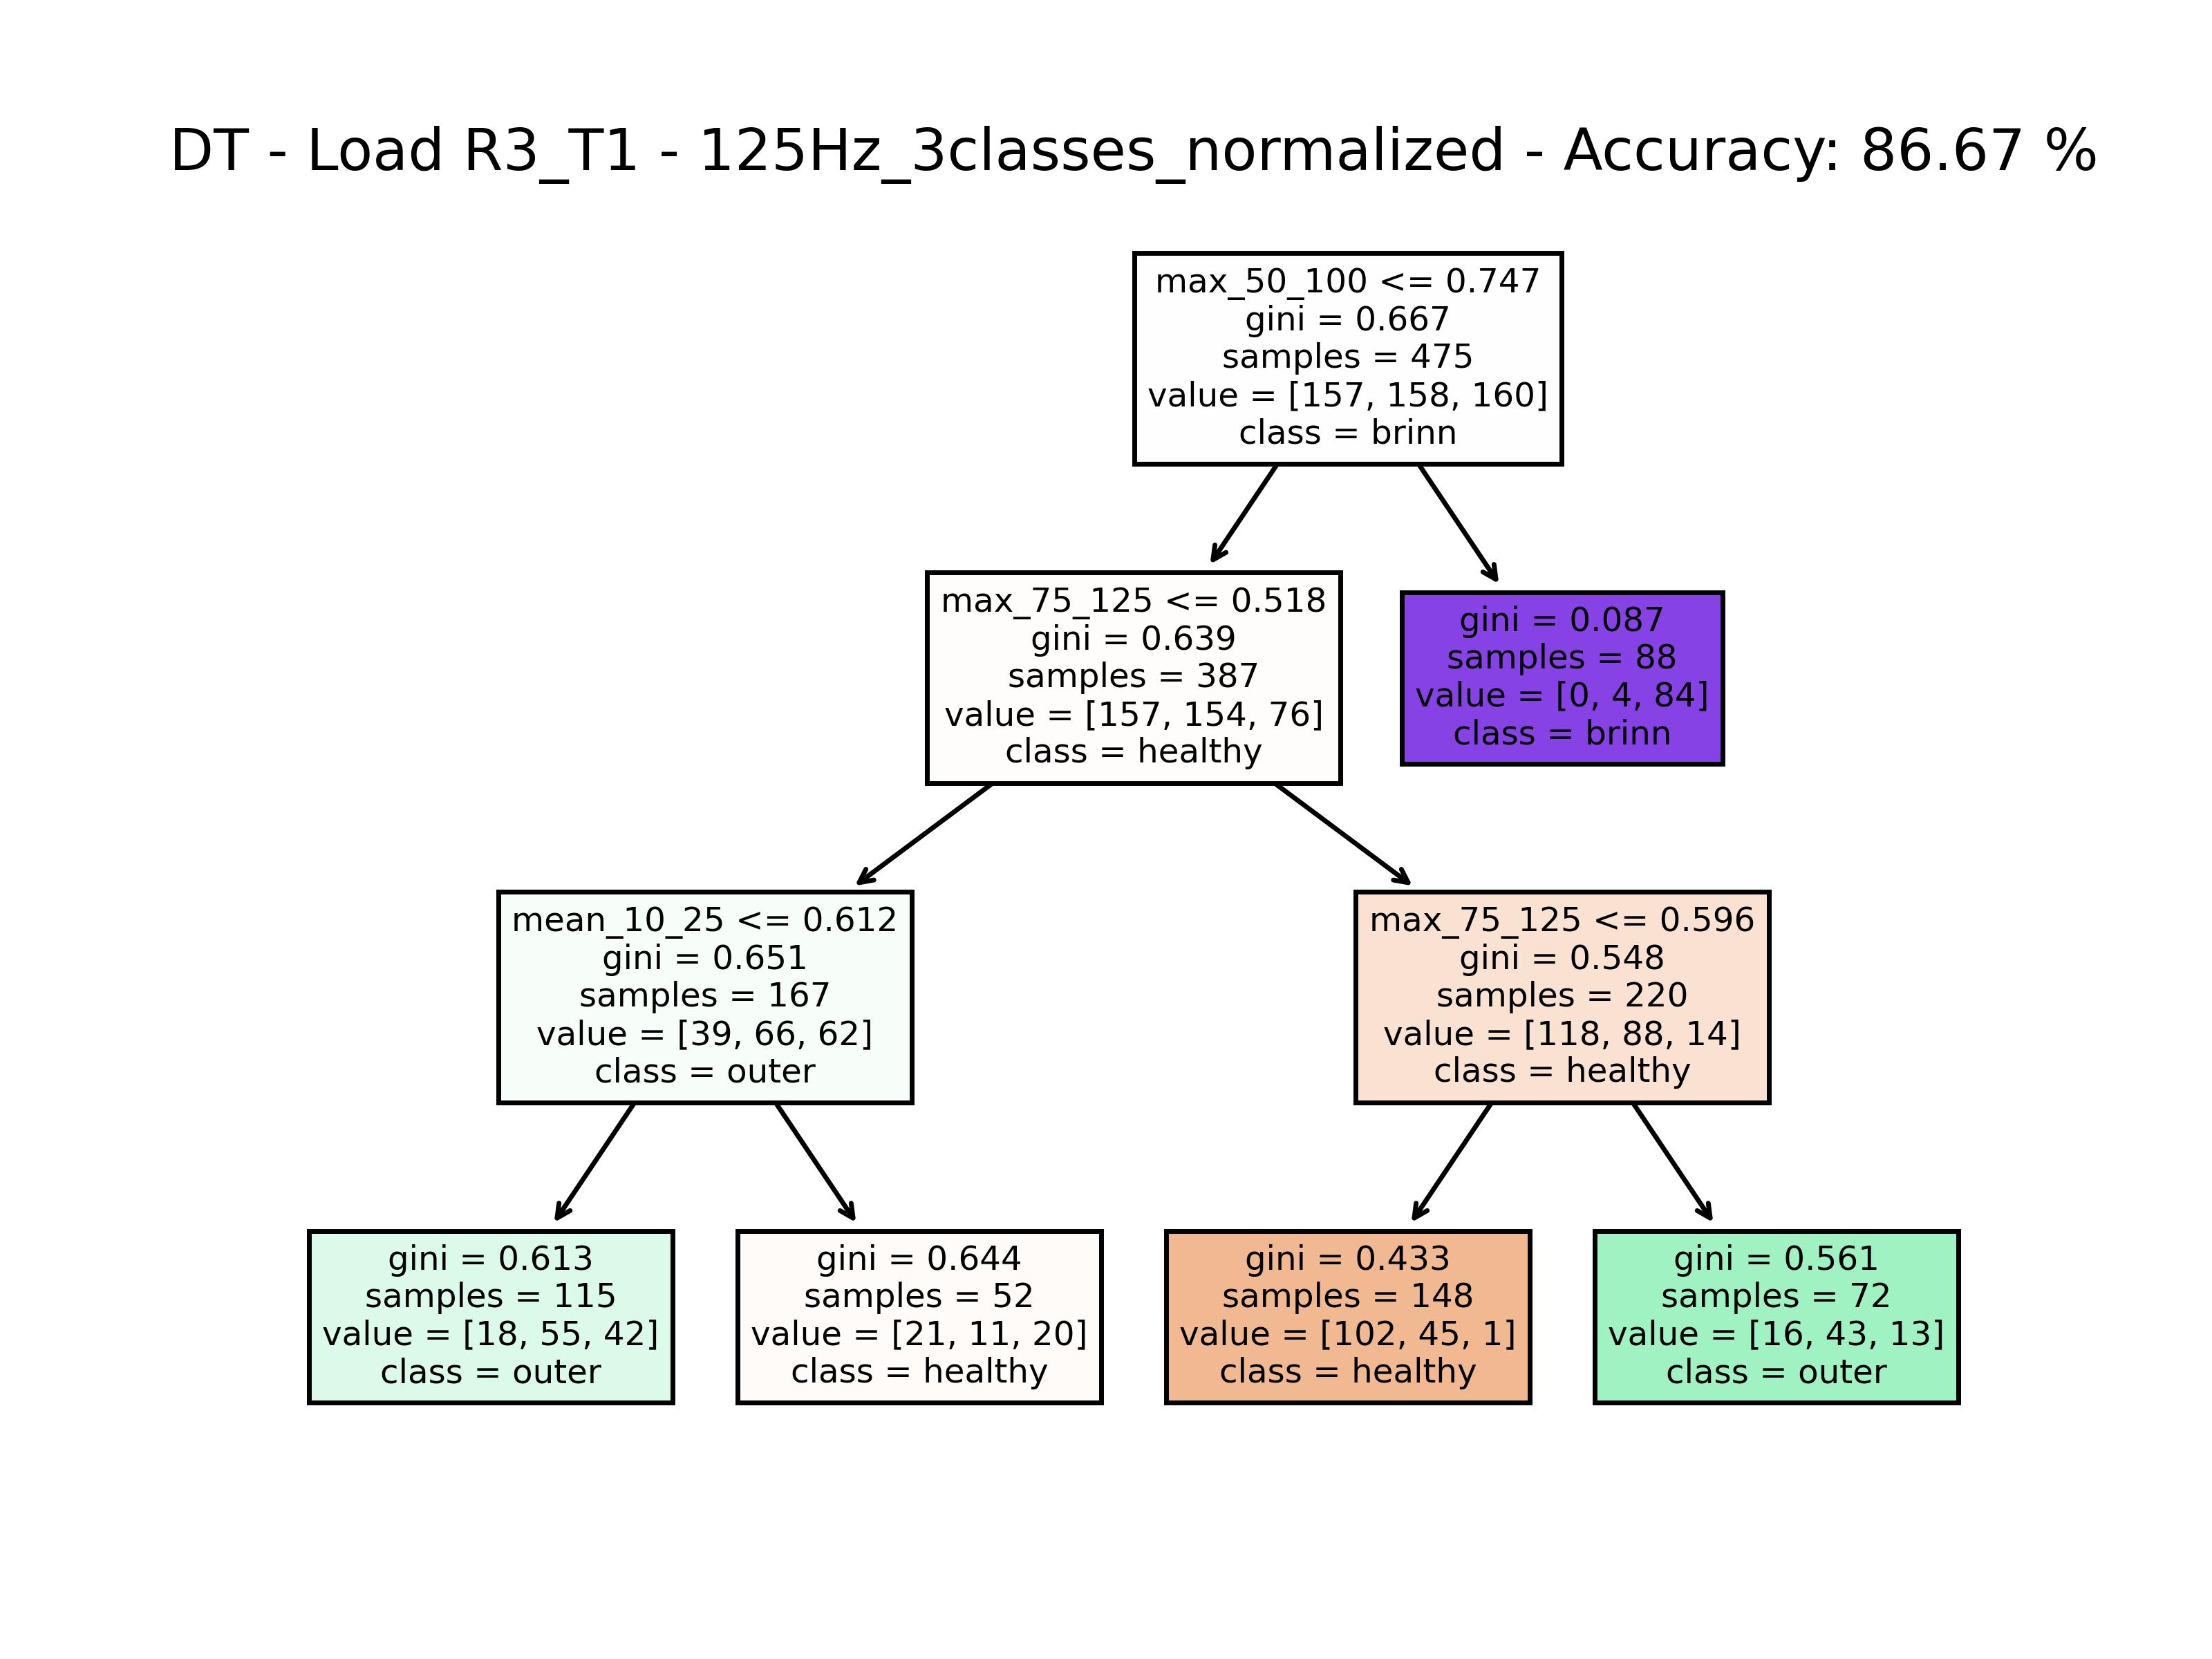 DT - Load R3_T1 - 125Hz_3classes_normalized - Accuracy: 86.67 %
max_50_100 <= 0.747
gini = 0.667
samples = 475
value = [157, 158, 160]
class = brinn
max_75_125 <= 0.518
gini = 0.639
samples = 387
value = [157, 154, 76]
class = healthy
gini = 0.087
samples = 88
value = [0, 4, 84]
class = brinn
mean_10_25 <= 0.612
gini = 0.651
samples = 167
value = [39, 66, 62]
class = outer
max_75_125 <= 0.596
gini = 0.548
samples = 220
value = [118, 88, 14]
class = healthy
gini = 0.613
samples = 115
value = [18, 55, 42]
class = outer
gini = 0.644
samples = 52
value = [21, 11, 20]
class = healthy
gini = 0.433
samples = 148
value = [102, 45, 1]
class = healthy
gini = 0.561
samples = 72
value = [16, 43, 13]
class = outer